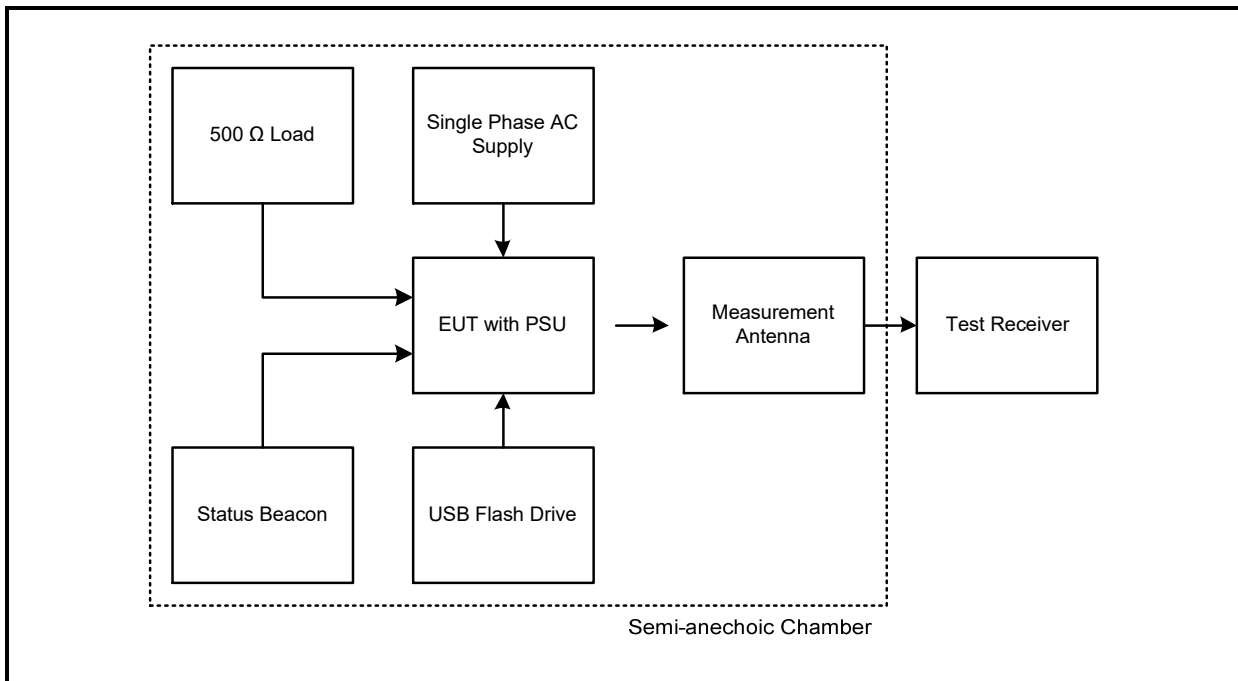 500 Ω Load
Single Phase AC
Supply
EUT with PSU
Measurement
Antenna
Test Receiver
Status Beacon
USB Flash Drive
Semi-anechoic Chamber